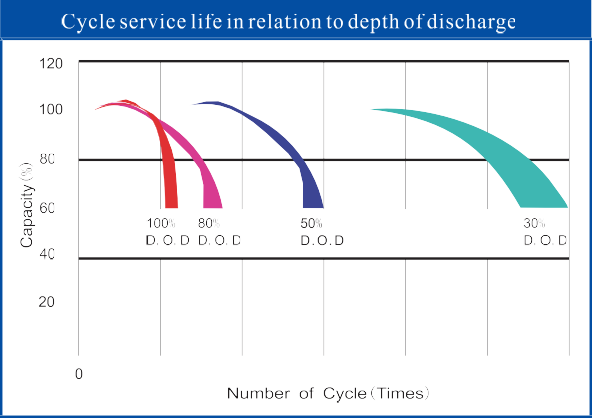 Cycle service life in relation to depth of discharge
120
100
80
60
40
20
0
Capacity(%)
100%
D.O.D
80%
D.O.D
50%
D.O.D
30%
D.O.D
Number of Cycle(Times)